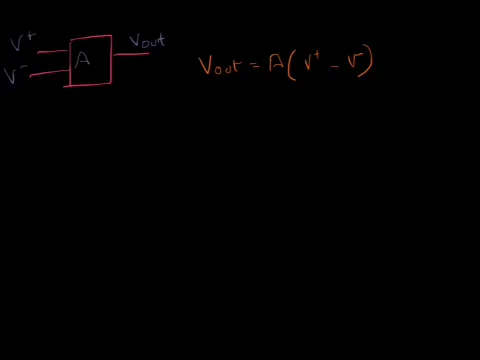 V+
V-
A
Vout
Vout = A(V+ - V-)